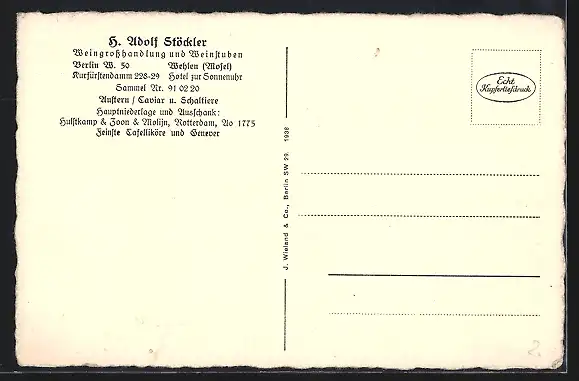 H. Adolf Stöckler
Weingroßhandlung und Weinstuben
Berlin W. 50 Wehlen (Mosel)
Kurfürstendamm 228-29 Hotel zur Sonnenuhr
Sammel Nr. 91 02 20
Austern / Caviar u. Schaltiere
Hauptniederlage und Ausschank:
Hulstkamp & Zoon & Molijn, Rotterdam, Ao 1775
Feinste Tafelliköre und Genever
J. Wieland & Co., Berlin SW 29. 1938
Echt
Kupfertiefdruck
2.